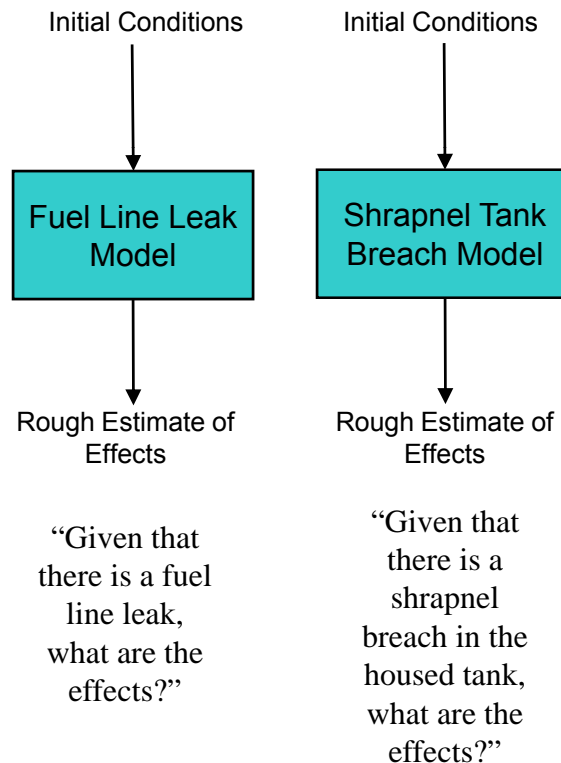 Initial Conditions
Fuel Line Leak
Model
Rough Estimate of
Effects
“Given that
there is a fuel
line leak,
what are the
effects?”
Initial Conditions
Shrapnel Tank
Breach Model
Rough Estimate of
Effects
“Given that
there is a
shrapnel
breach in the
housed tank,
what are the
effects?”